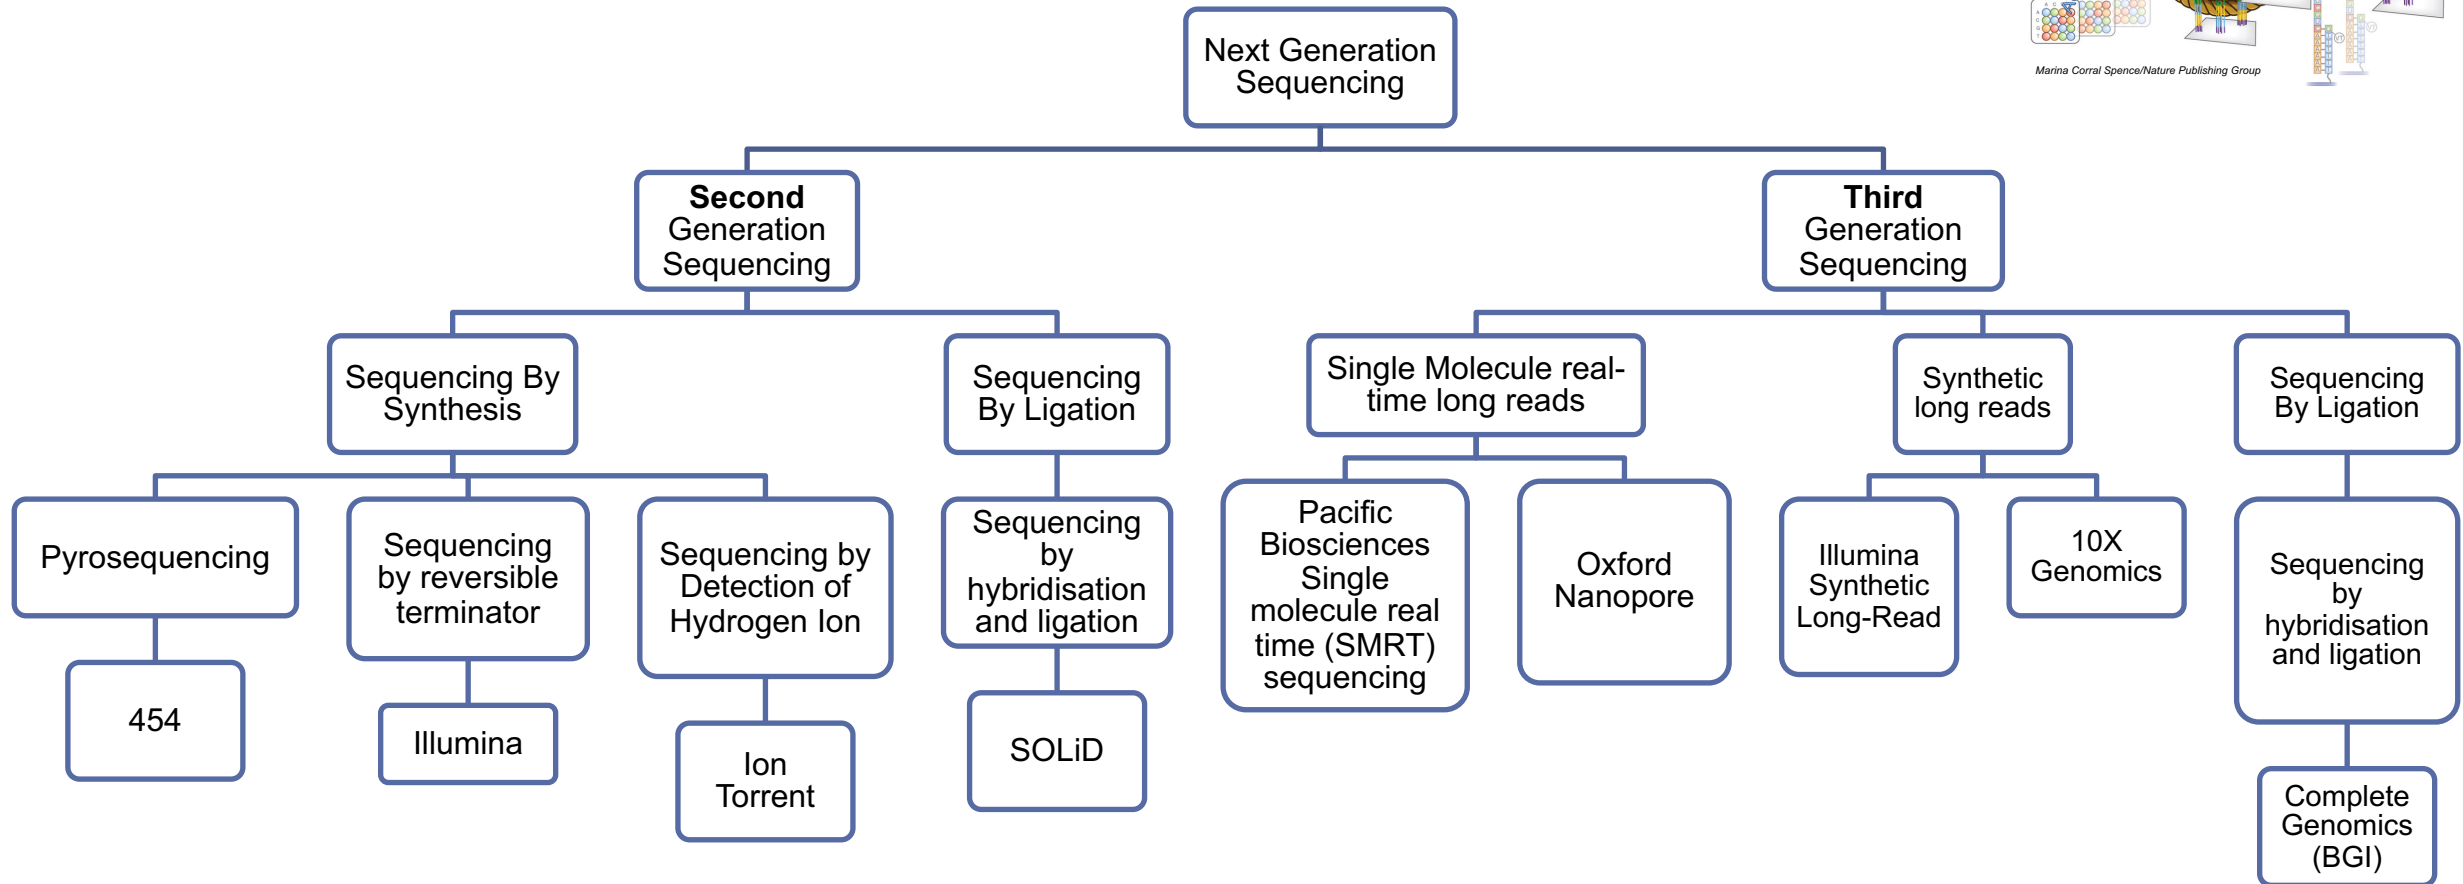 Next Generation
Sequencing
Marina Corral Spence/Nature Publishing Group
Second
Generation
Sequencing
Third
Generation
Sequencing
Sequencing By
Synthesis
Sequencing
By Ligation
Single Molecule real-
time long reads
Synthetic
long reads
Sequencing
By Ligation
Pyrosequencing
Sequencing
by reversible
terminator
Sequencing by
Detection of
Hydrogen Ion
Sequencing
by
hybridisation
and ligation
Pacific
Biosciences
Single
molecule real
time (SMRT)
sequencing
Oxford
Nanopore
Illumina
Synthetic
Long-Read
10X
Genomics
Sequencing
by
hybridisation
and ligation
454
Illumina
Ion
Torrent
SOLiD
Complete
Genomics
(BGI)